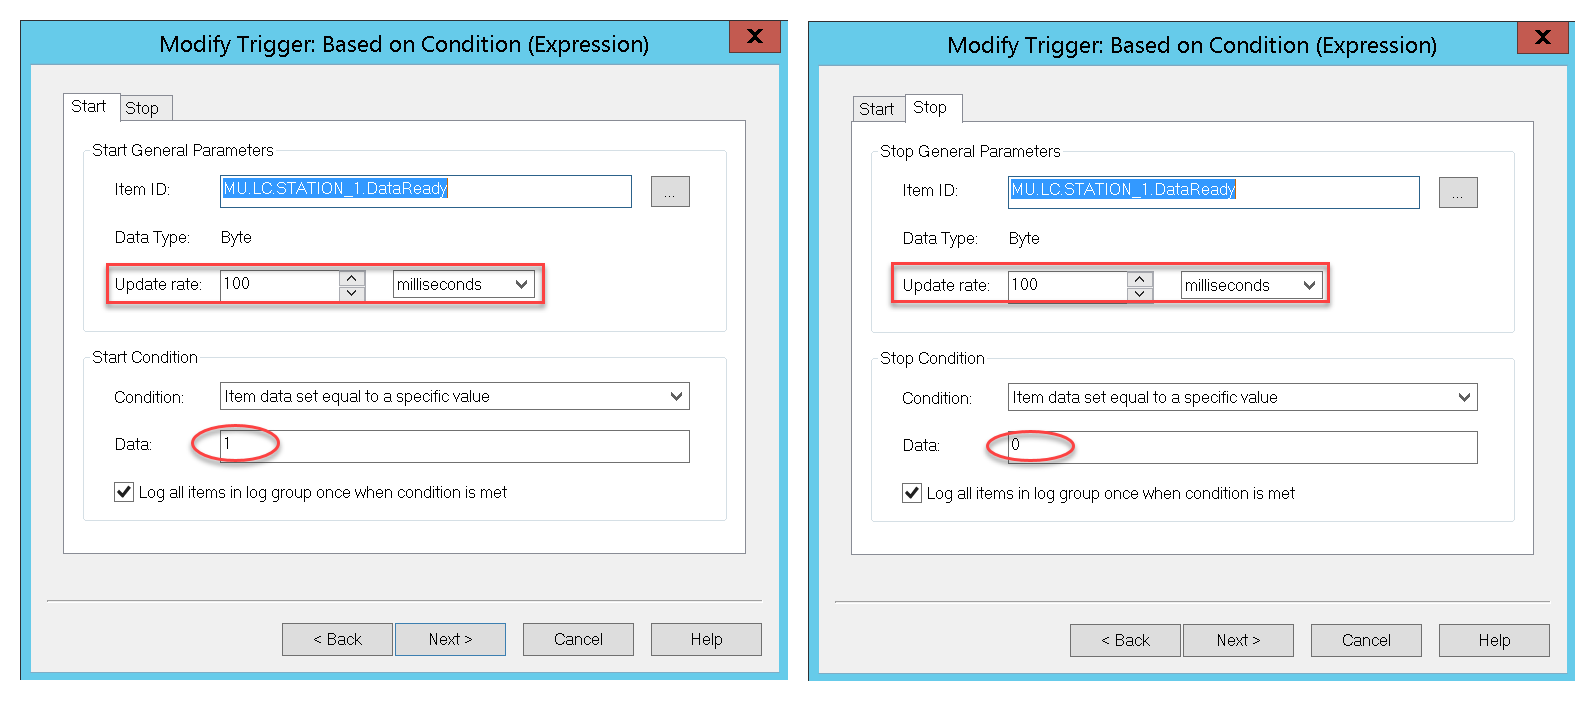 Modify Trigger: Based on Condition (Expression)
X
Start
Stop
Start General Parameters
Item ID:
MU.LC.STATION_1.DataReady
...
Data Type:
Byte
Update rate:
100
milliseconds
Start Condition
Condition:
Item data set equal to a specific value
Data:
1
Log all items in log group once when condition is met
< Back
Next >
Cancel
Help
Modify Trigger: Based on Condition (Expression)
X
Start
Stop
Stop General Parameters
Item ID:
MU.LC.STATION_1.DataReady
...
Data Type:
Byte
Update rate:
100
milliseconds
Stop Condition
Condition:
Item data set equal to a specific value
Data:
0
Log all items in log group once when condition is met
< Back
Next >
Cancel
Help